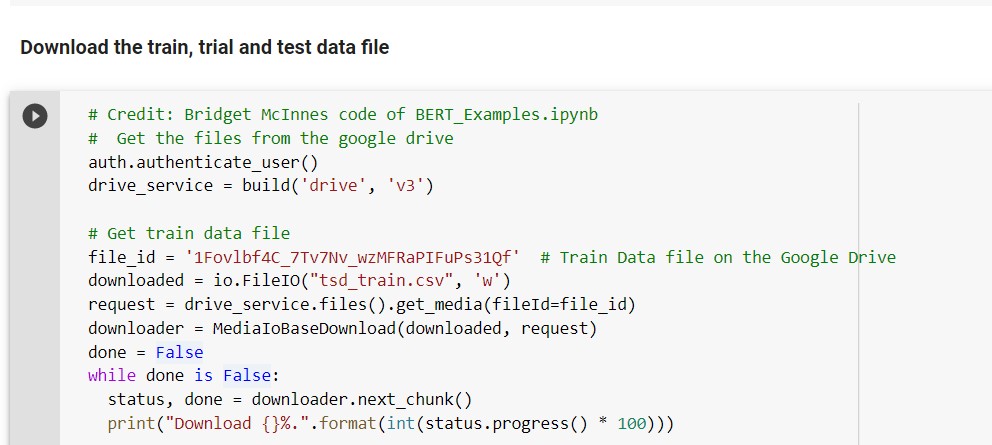 Download the train, trial and test data file
# Credit: Bridget McInnes code of BERT_Examples.ipynb
#  Get the files from the google drive
auth.authenticate_user()
drive_service = build('drive', 'v3')
# Get train data file
file_id = '1Fovlbf4C_7Tv7Nv_wzMFRaPIFuPs31Qf'  # Train Data file on the Google Drive
downloaded = io.FileIO("tsd_train.csv", 'w')
request = drive_service.files().get_media(fileId=file_id)
downloader = MediaIoBaseDownload(downloaded, request)
done = False
while done is False:
  status, done = downloader.next_chunk()
  print("Download {}%.".format(int(status.progress() * 100)))